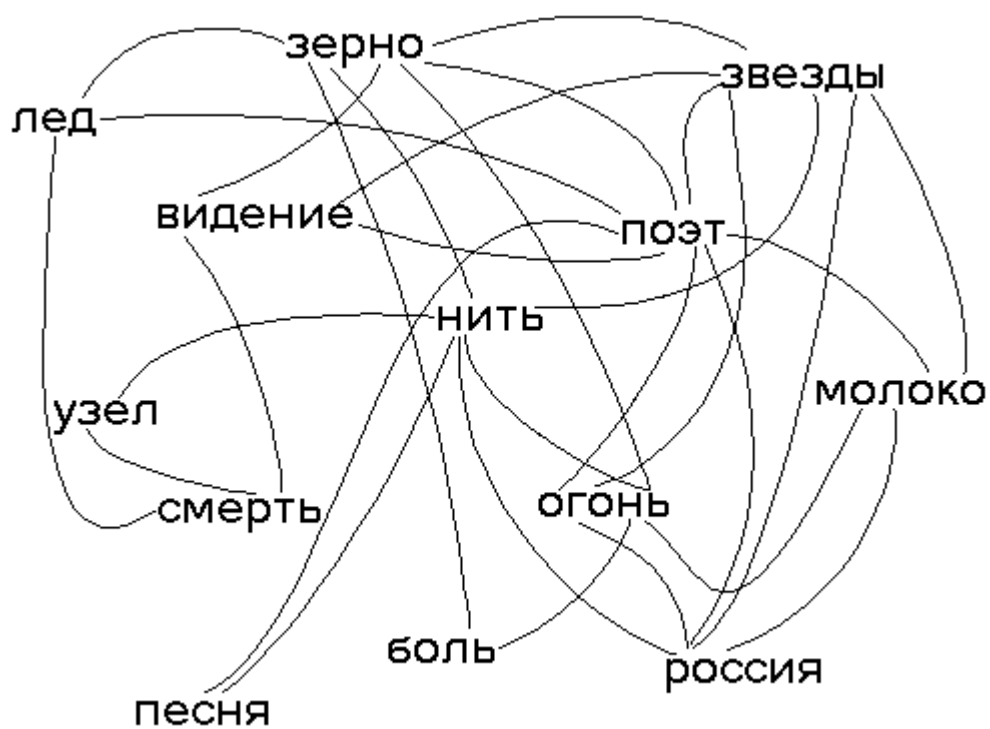 зерно
звезды
лед
видение
поэт
нить
узел
молоко
смерть
огонь
боль
россия
песня